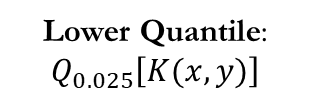 Lower Quantile:
Q₀.₀₂₅[K(x,y)]